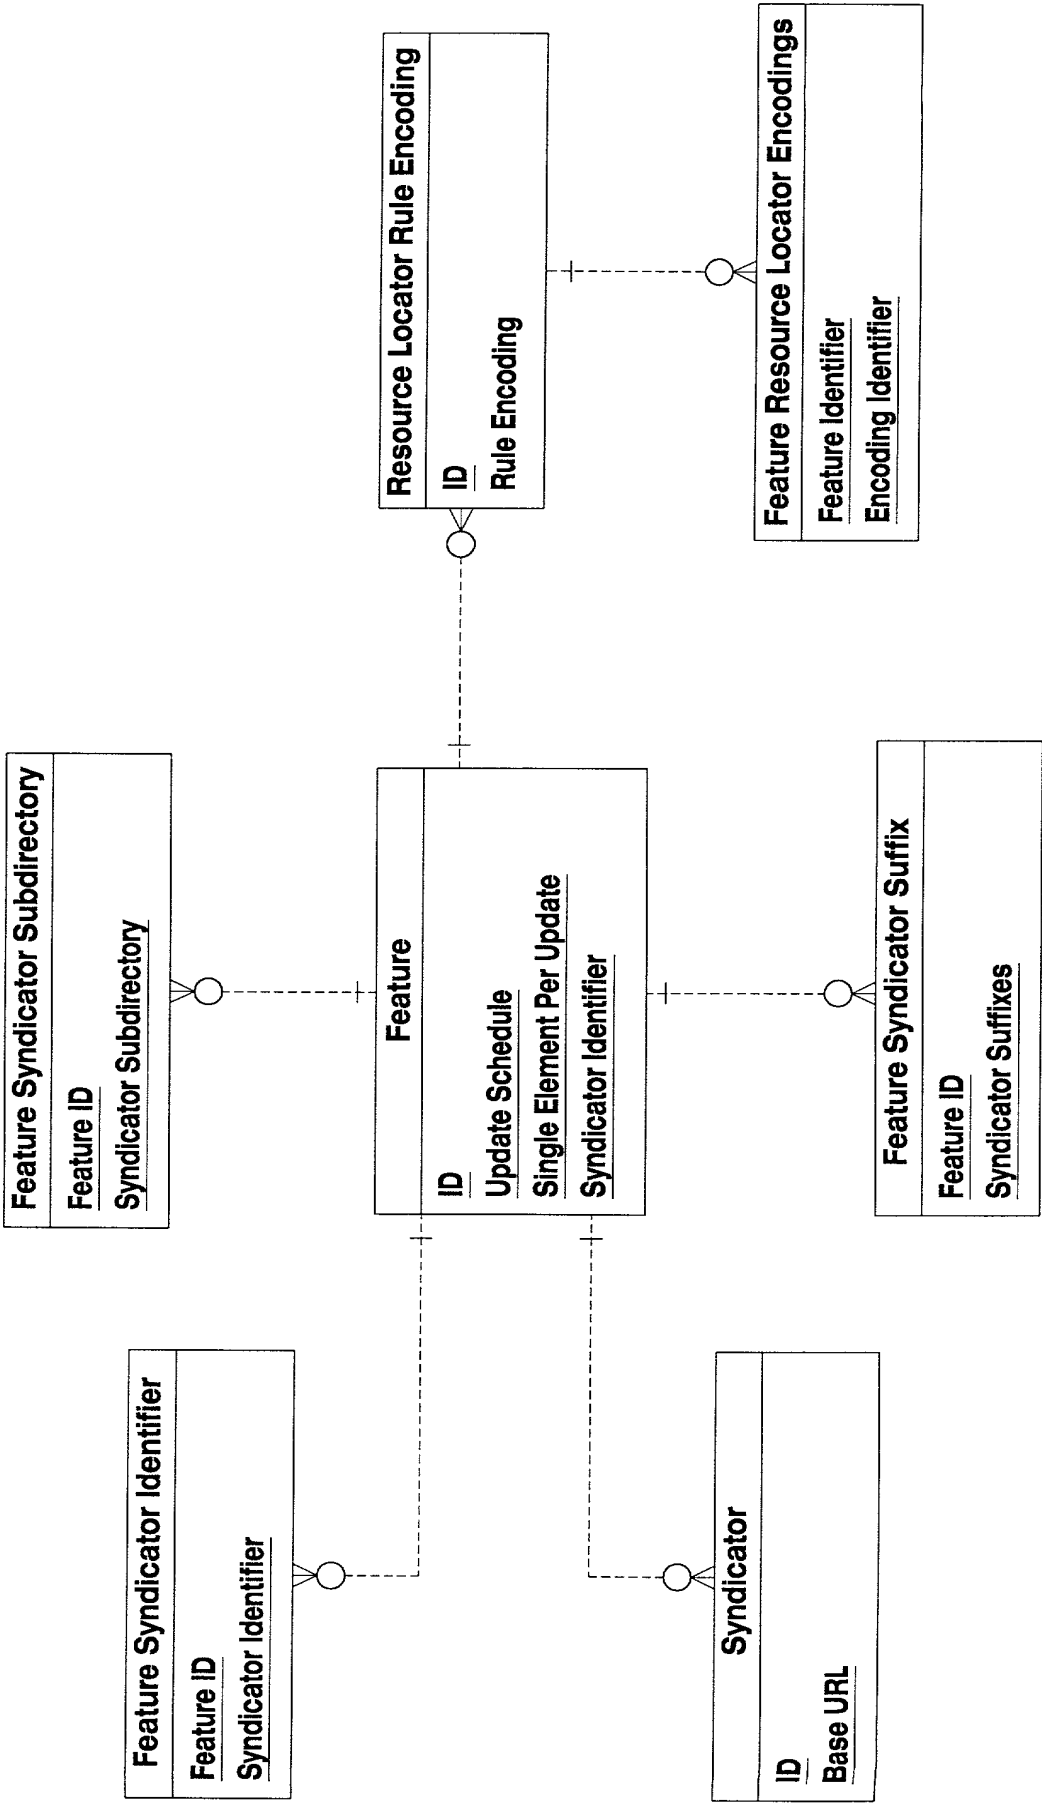 Feature Syndicator Identifier
Feature ID
Syndicator Identifier
Syndicator
ID
Base URL
Feature Syndicator Subdirectory
Feature ID
Syndicator Subdirectory
Feature
ID
Update Schedule
Single Element Per Update
Syndicator Identifier
Feature Syndicator Suffix
Feature ID
Syndicator Suffixes
Resource Locator Rule Encoding
ID
Rule Encoding
Feature Resource Locator Encodings
Feature Identifier
Encoding Identifier